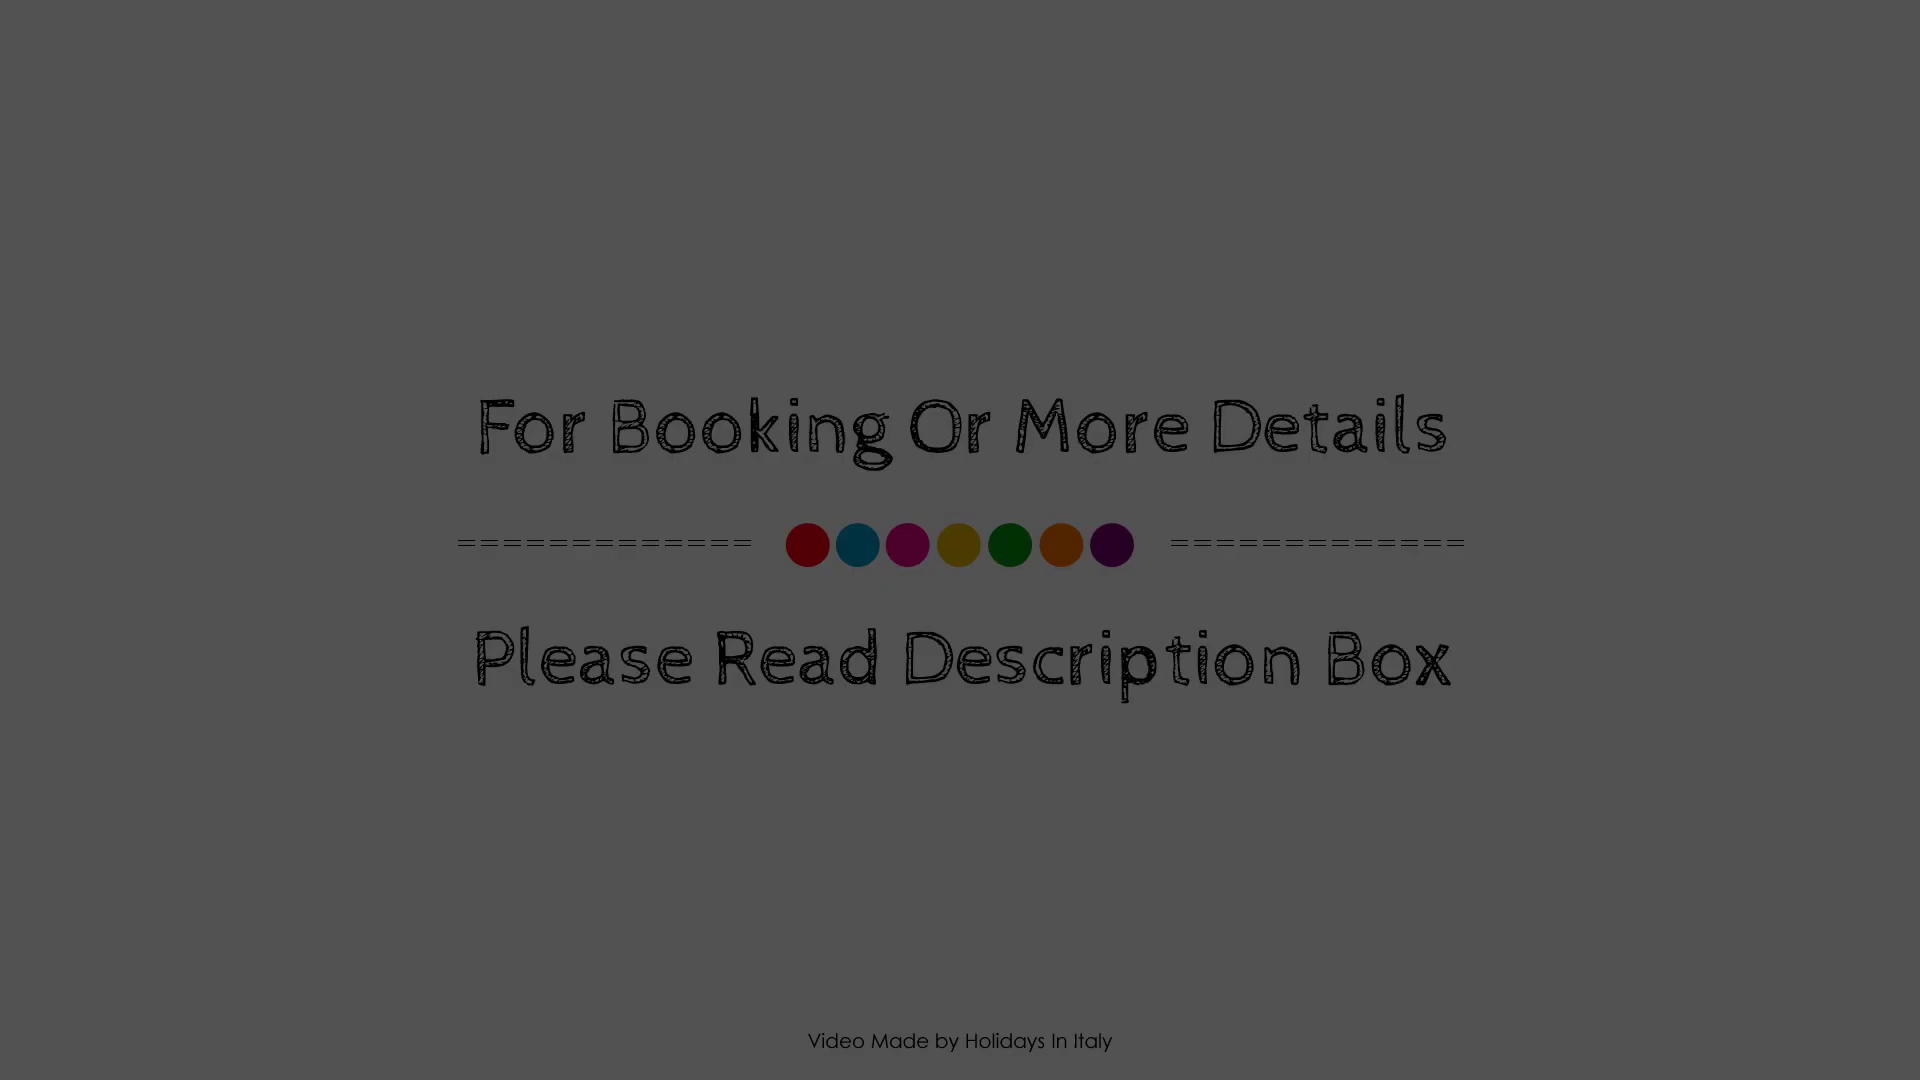 For Booking Or More Details
============= =============
Please Read Description Box
Video Made by Holidays In Italy